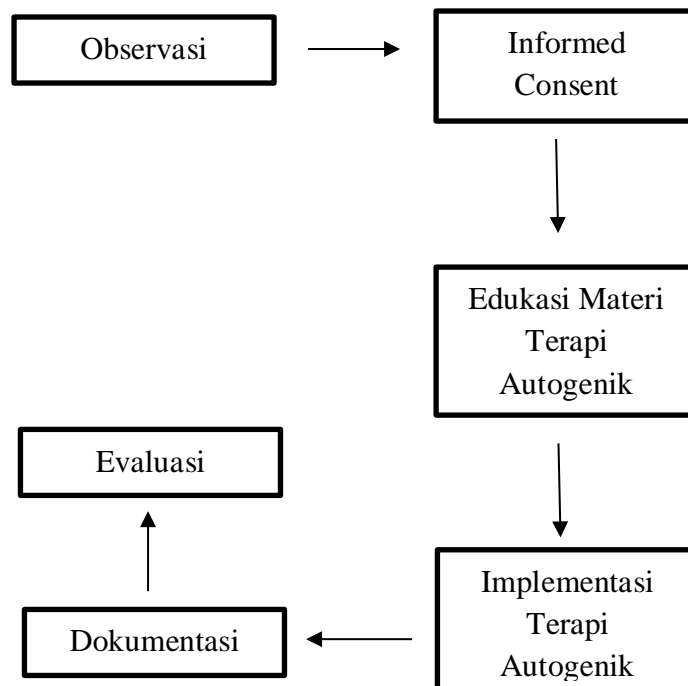 Observasi
Informed
Consent
Edukasi Materi
Terapi
Autogenik
Implementasi
Terapi
Autogenik
Dokumentasi
Evaluasi